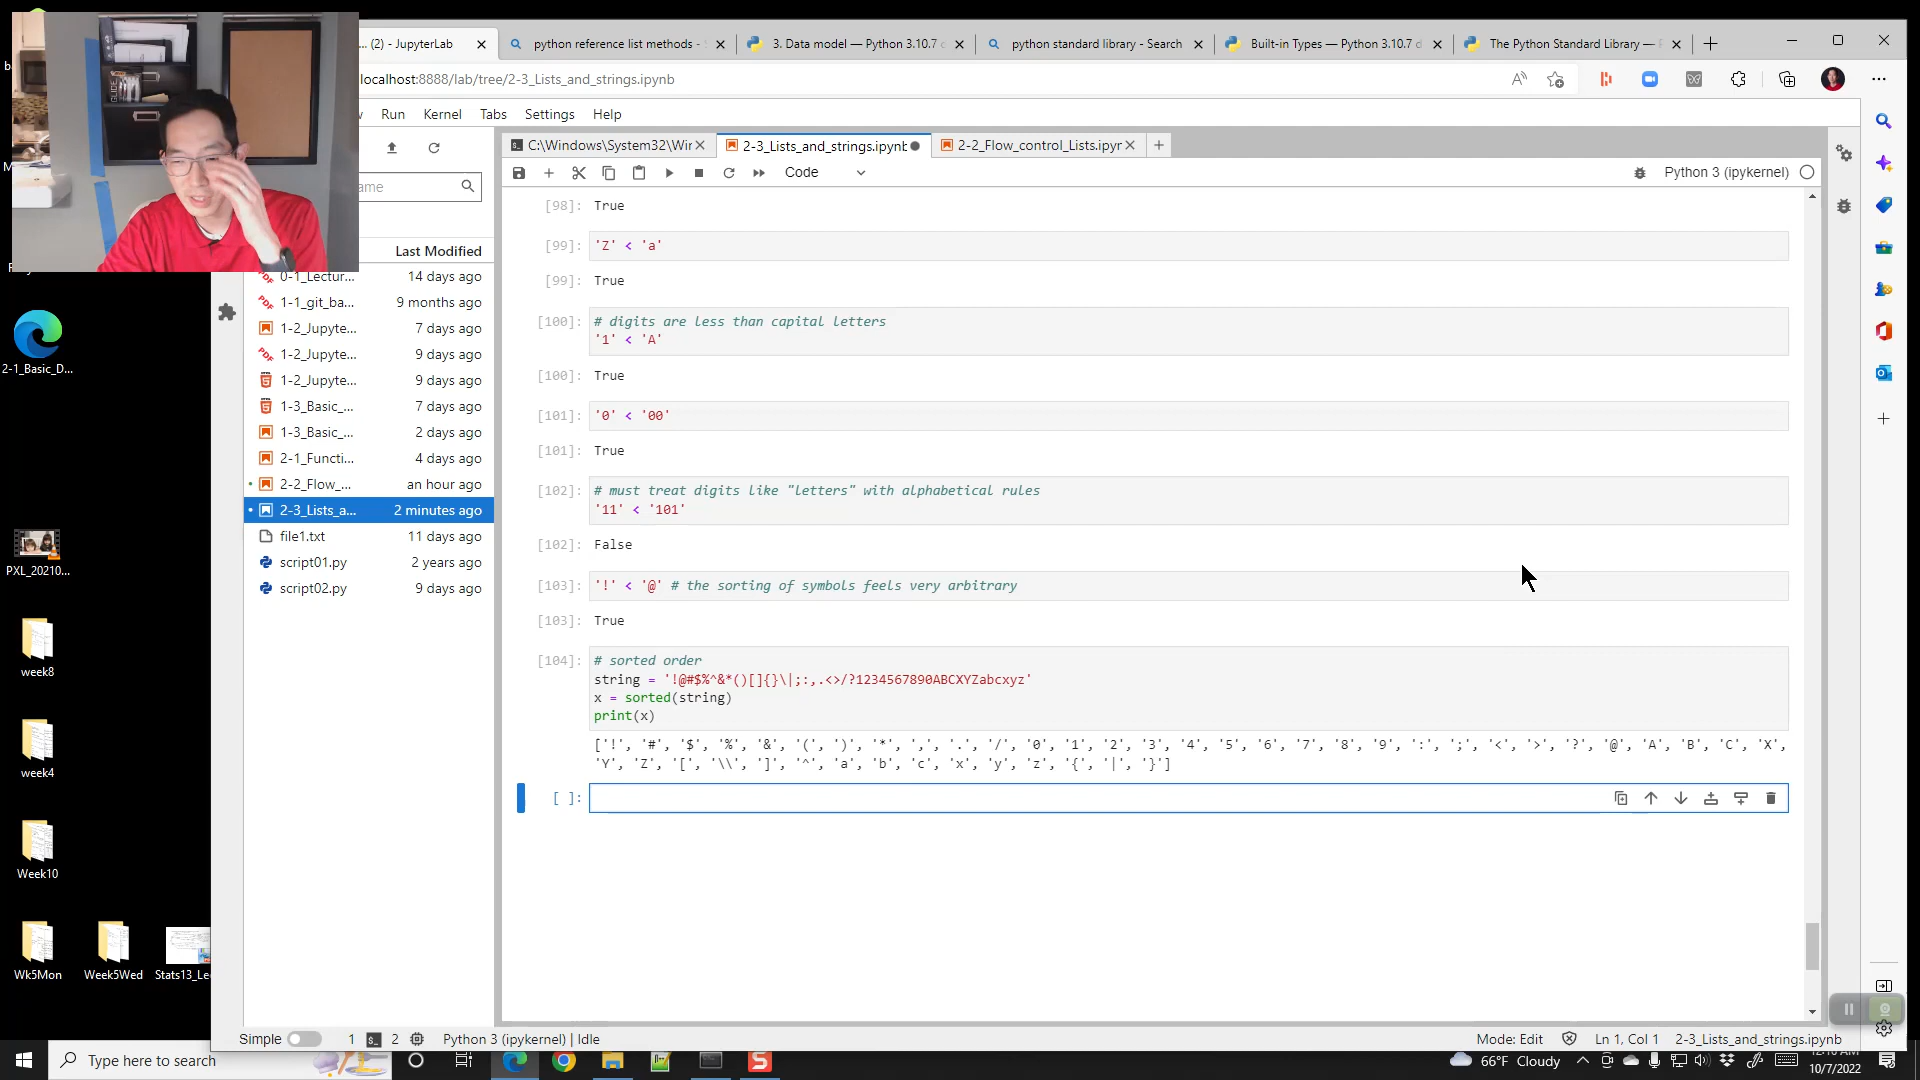 ... (2) - JupyterLab
python reference list methods -
3. Data model — Python 3.10.7 d
python standard library - Search
Built-in Types — Python 3.10.7 d
The Python Standard Library —
localhost:8888/lab/tree/2-3_Lists_and_strings.ipynb
Run Kernel Tabs Settings Help
C:\Windows\System32\Wir
2-3_Lists_and_strings.ipynb
2-2_Flow_control_Lists.ipyr
Code
Python 3 (ipykernel)
Last Modified
0-1_Lectur... 14 days ago
1-1_git_ba... 9 months ago
1-2_Jupyte... 7 days ago
1-2_Jupyte... 9 days ago
1-2_Jupyte... 9 days ago
1-3_Basic_... 7 days ago
1-3_Basic_... 2 days ago
2-1_Functi... 4 days ago
2-2_Flow_... an hour ago
2-3_Lists_a... 2 minutes ago
file1.txt 11 days ago
script01.py 2 years ago
script02.py 9 days ago
[98]: True
[99]: 'Z' < 'a'
[99]: True
[100]: # digits are less than capital letters
'1' < 'A'
[100]: True
[101]: '0' < '00'
[101]: True
[102]: # must treat digits like "letters" with alphabetical rules
'11' < '101'
[102]: False
[103]: '!' < '@' # the sorting of symbols feels very arbitrary
[103]: True
[104]: # sorted order
string = '!@#$%^&*()[]{}\|;:,.<>/?1234567890ABCXYZabcxyz'
x = sorted(string)
print(x)
['!', '#', '$', '%', '&', '(', ')', '*', ',', '.', '/', '0', '1', '2', '3', '4', '5', '6', '7', '8', '9', ':', ';', '<', '>', '?', '@', 'A', 'B', 'C', 'X',
'Y', 'Z', '[', '\\', ']', '^', 'a', 'b', 'c', 'x', 'y', 'z', '{', '|', '}']
[ ]:
2-1_Basic_D...
PXL_20210...
week8
week4
Week10
Wk5Mon
Week5Wed
Stats13_Le
Simple 1 2 Python 3 (ipykernel) | Idle
Mode: Edit Ln 1, Col 1 2-3_Lists_and_strings.ipynb
Type here to search
66°F Cloudy
10/7/2022